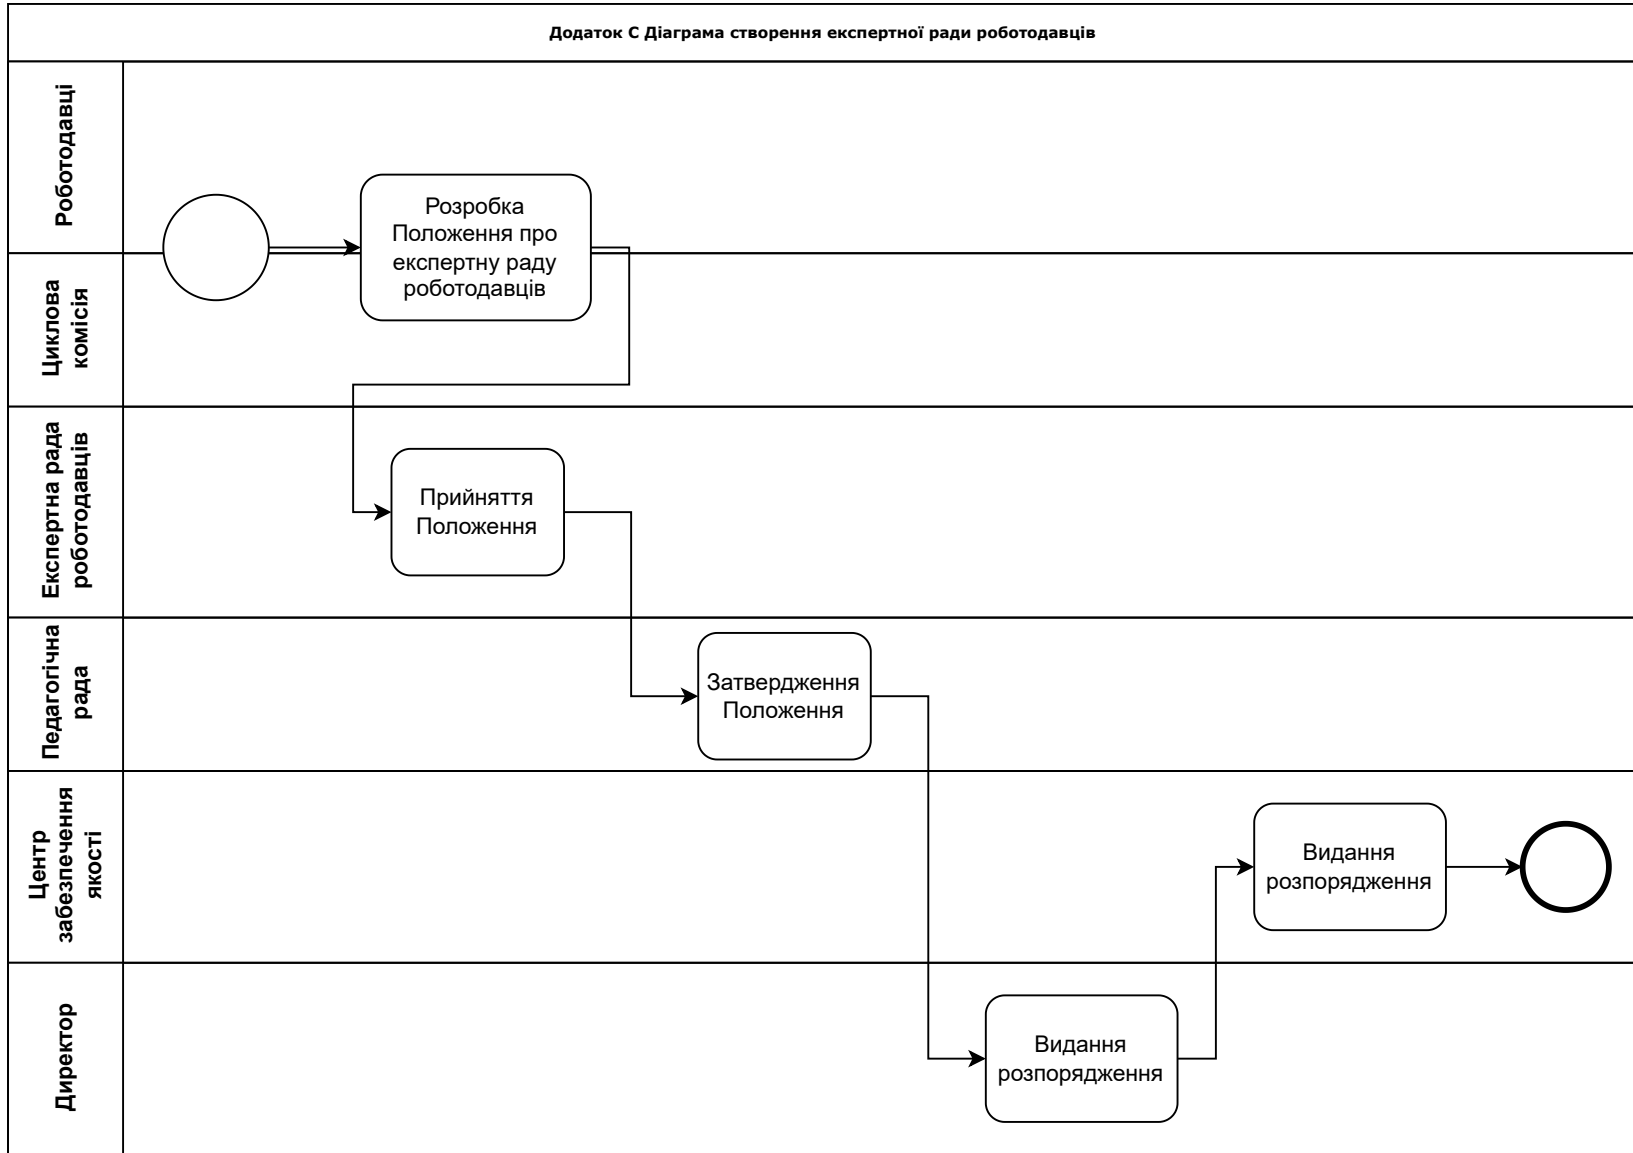 Додаток С Діаграма створення експертної ради роботодавців
Роботодавці
Розробка
Положення про
експертну раду
роботодавців
Циклова
комісія
Експертна рада
роботодавців
Прийняття
Положення
Педагогічна
рада
Затвердження
Положення
Центр
забезпечення
якості
Видання
розпорядження
Директор
Видання
розпорядження